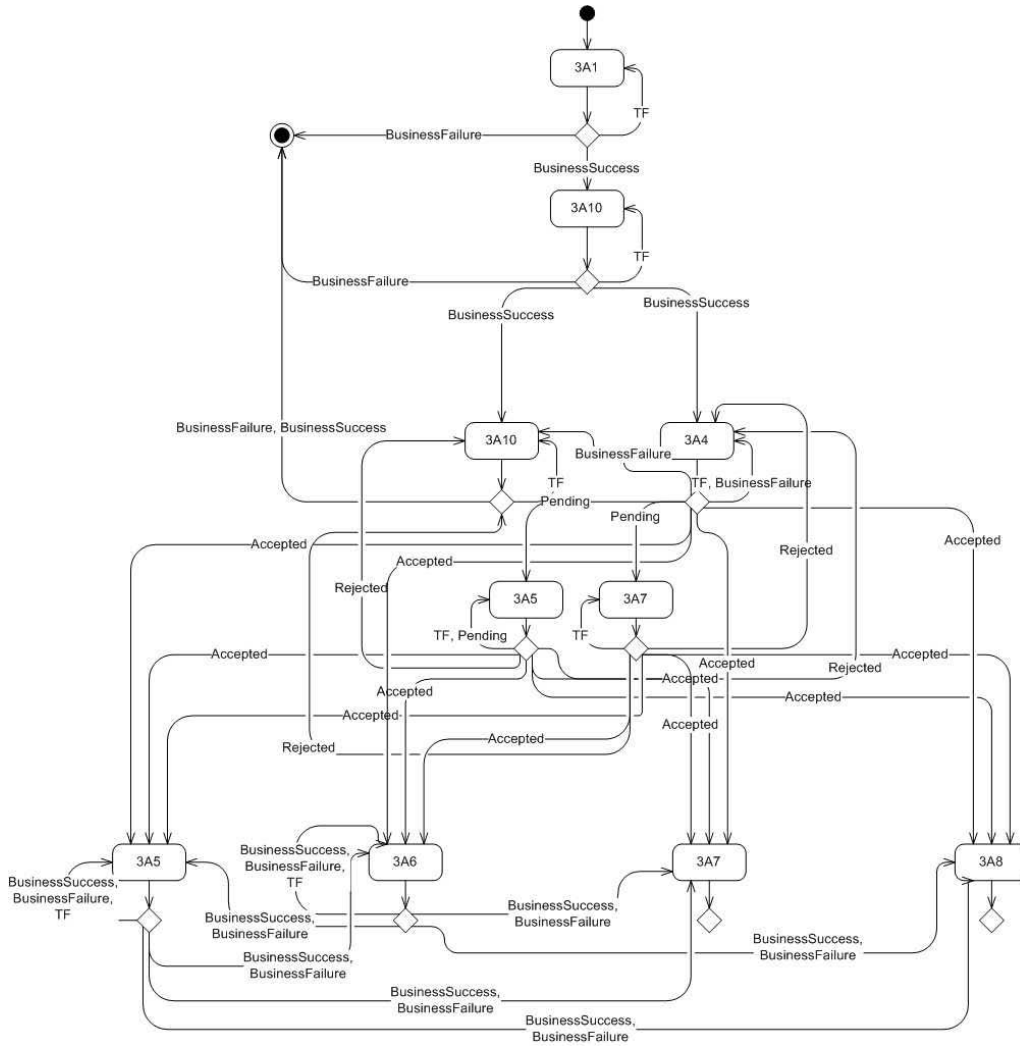 3A1
TF
BusinessFailure
BusinessSuccess
3A10
TF
BusinessFailure
BusinessSuccess
BusinessSuccess
BusinessFailure, BusinessSuccess
3A10
3A4
BusinessFailure
TF
TF, BusinessFailure
Pending
Pending
Accepted
Accepted
Rejected
Accepted
Rejected
3A5
3A7
TF, Pending
TF
Accepted
Accepted
Accepted
Accepted
Rejected
Accepted
Accepted
Accepted
Accepted
Accepted
Rejected
3A5
3A6
3A7
3A8
BusinessSuccess,
BusinessFailure,
TF
BusinessSuccess,
BusinessFailure,
TF
BusinessSuccess,
BusinessFailure
BusinessSuccess,
BusinessFailure
BusinessSuccess,
BusinessFailure
BusinessSuccess,
BusinessFailure
BusinessSuccess,
BusinessFailure
BusinessSuccess,
BusinessFailure